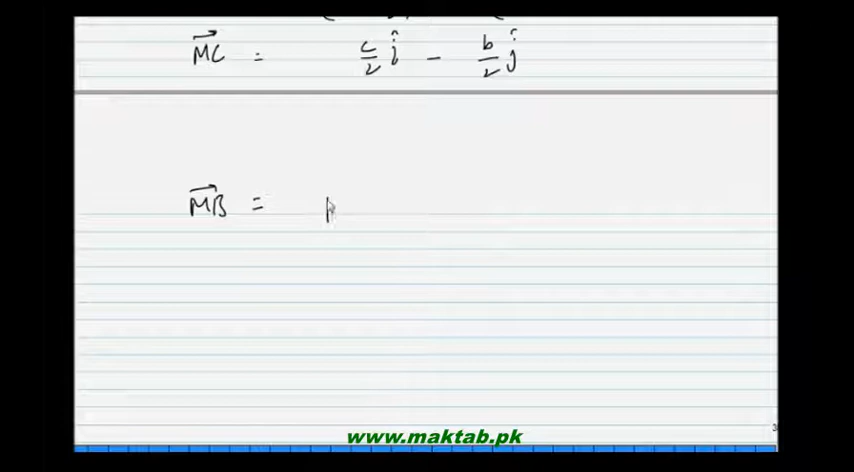 MC = c/2 î - b/2 ĵ
MB =
www.maktab.pk